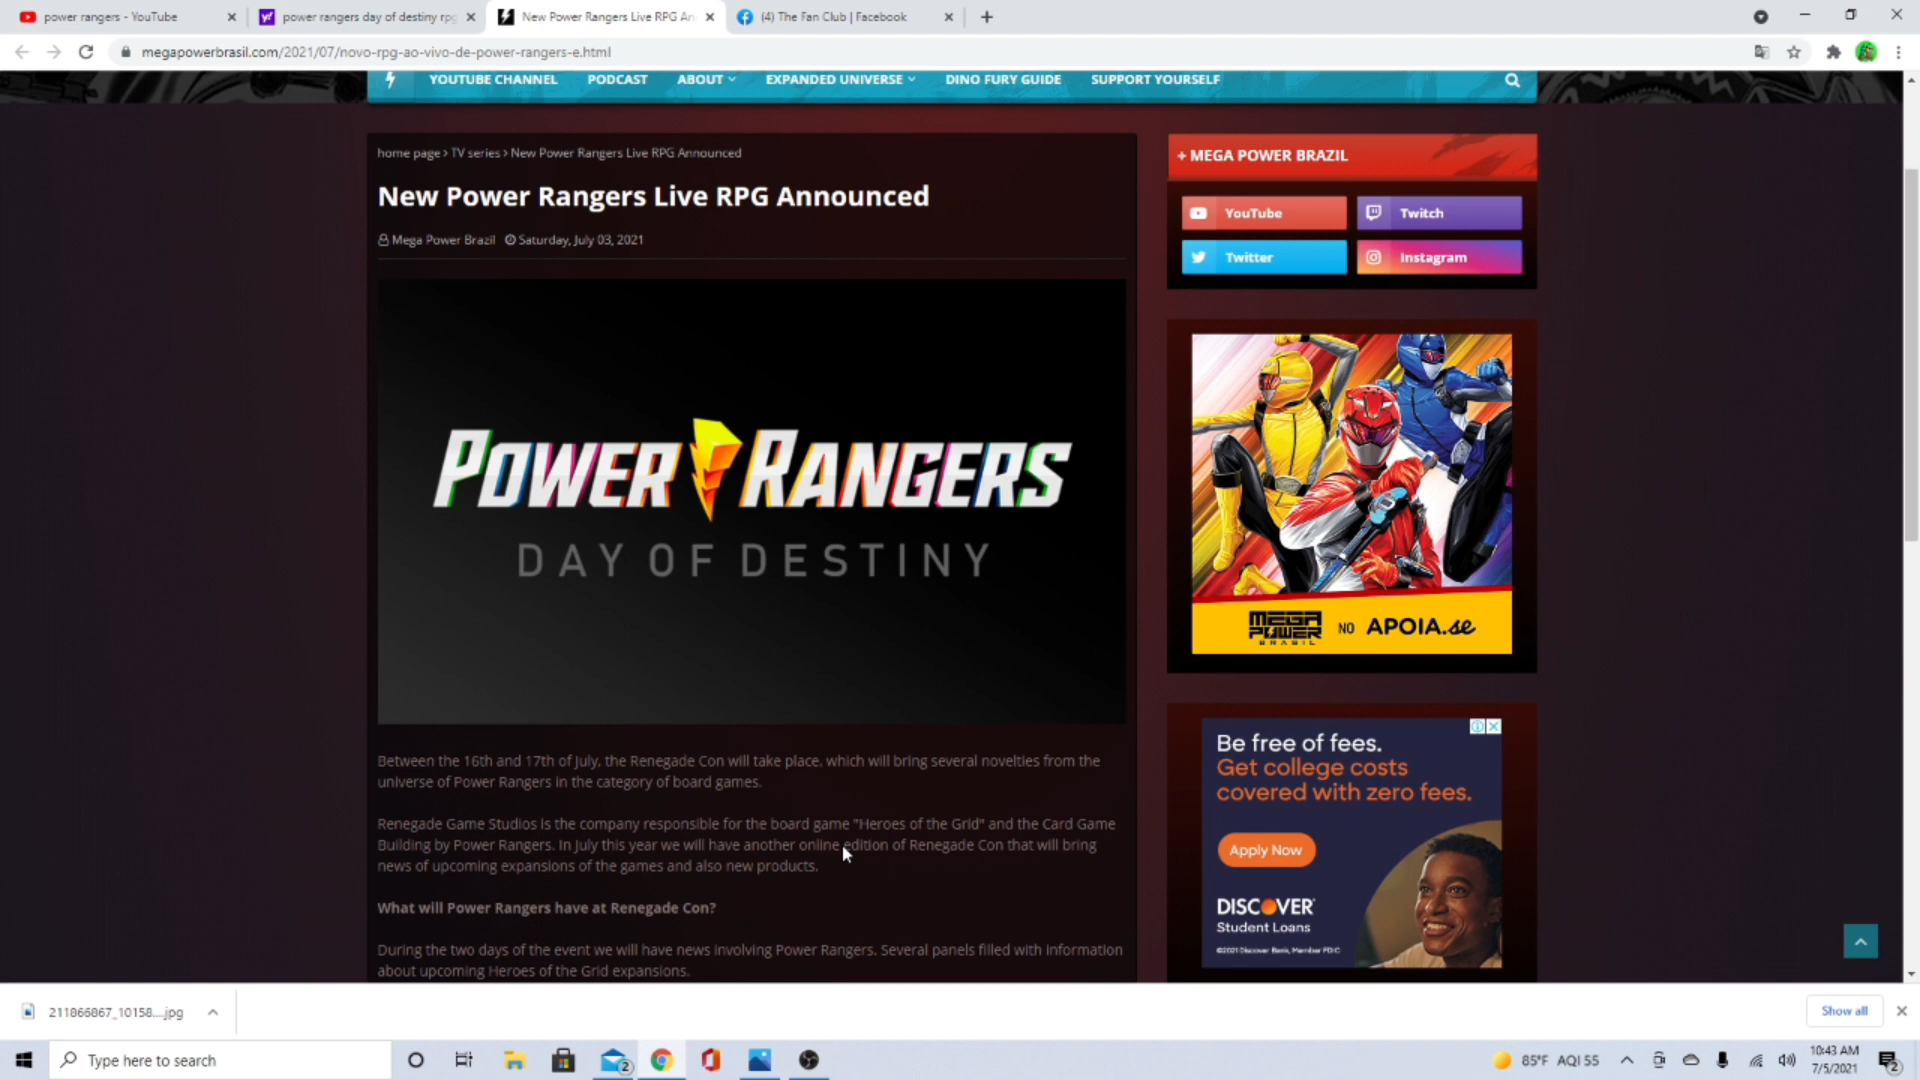 power rangers - YouTube
power rangers day of destiny rpg
New Power Rangers Live RPG An
(4) The Fan Club | Facebook
megapowerbrasil.com/2021/07/novo-rpg-ao-vivo-de-power-rangers-e.html
YOUTUBE CHANNEL PODCAST ABOUT EXPANDED UNIVERSE DINO FURY GUIDE SUPPORT YOURSELF
home page › TV series › New Power Rangers Live RPG Announced
New Power Rangers Live RPG Announced
Mega Power Brazil Saturday, July 03, 2021
POWER RANGERS
DAY OF DESTINY
Between the 16th and 17th of July, the Renegade Con will take place, which will bring several novelties from the
universe of Power Rangers in the category of board games.
Renegade Game Studios is the company responsible for the board game "Heroes of the Grid" and the Card Game
Building by Power Rangers. In July this year we will have another online edition of Renegade Con that will bring
news of upcoming expansions of the games and also new products.
What will Power Rangers have at Renegade Con?
During the two days of the event we will have news involving Power Rangers. Several panels filled with information
about upcoming Heroes of the Grid expansions.
+ MEGA POWER BRAZIL
YouTube
Twitch
Twitter
Instagram
MEGA
POWER
BRASIL
NO APOIA.se
Be free of fees.
Get college costs
covered with zero fees.
Apply Now
DISCOVER
Student Loans
©2021 Discover Bank, Member FDIC
211866867_10158....jpg
Show all
Type here to search
2
85°F AQI 55
10:43 AM
7/5/2021
2